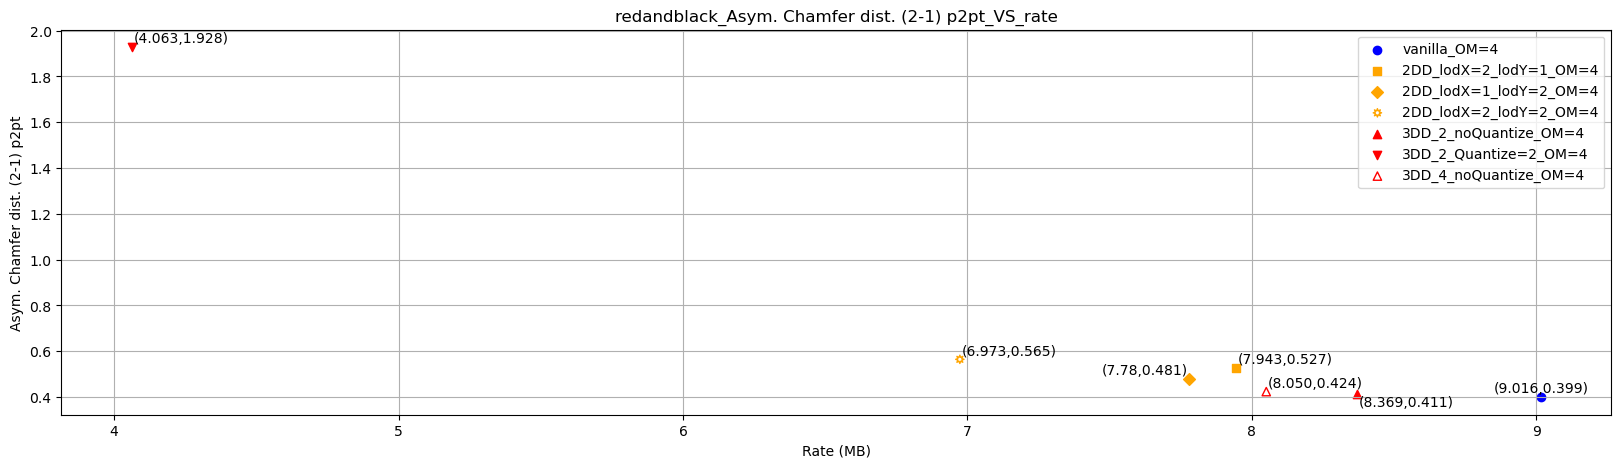 redandblack_Asym. Chamfer dist. (2-1) p2pt_VS_rate
Asym. Chamfer dist. (2-1) p2pt
2.0
1.8
1.6
1.4
1.2
1.0
0.8
0.6
0.4
(4.063,1.928)
(6.973,0.565)
(7.78,0.481)
(7.943,0.527)
(8.050,0.424)
(8.369,0.411)
(9.016,0.399)
vanilla_OM=4
2DD_lodX=2_lodY=1_OM=4
2DD_lodX=1_lodY=2_OM=4
2DD_lodX=2_lodY=2_OM=4
3DD_2_noQuantize_OM=4
3DD_2_Quantize=2_OM=4
3DD_4_noQuantize_OM=4
4 5 6 7 8 9
Rate (MB)